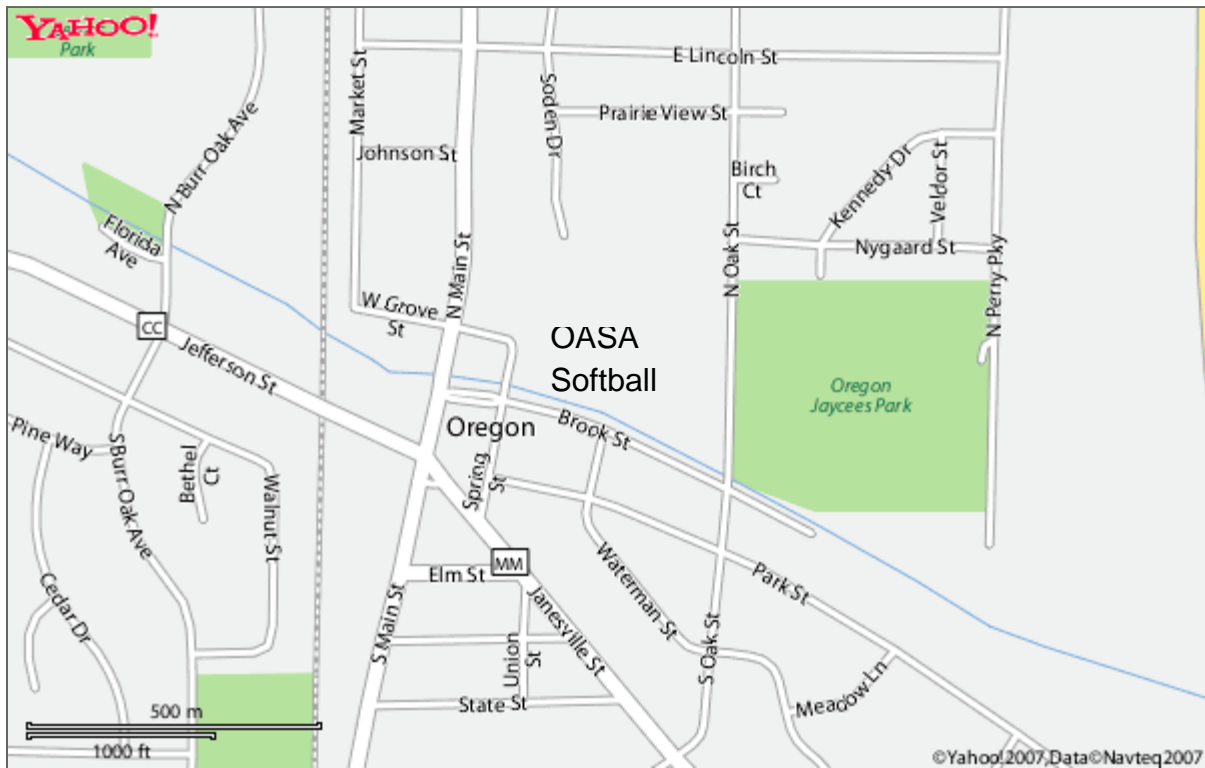 YAHOO!
Park
E Lincoln St
Market St
Soden Dr
Prairie View St
N Burr Oak Ave
Johnson St
Birch
Ct
Kennedy Dr
Veldor St
Florida
Ave
N Main St
N Oak St
Nygaard St
N Perry Pky
W Grove
St
CC
Jefferson St
OASA
Softball
Oregon
Jaycees Park
Oregon
Brook St
Pine Way
S Burr Oak Ave
Bethel
Ct
Walnut St
Spring
St
MM
Elm St
Waterman St
Park St
Cedar Dr
S Main St
Janesville St
Union
St
S Oak St
Meadow Ln
State St
500 m
1000 ft
©Yahoo!2007,Data©Navteq2007